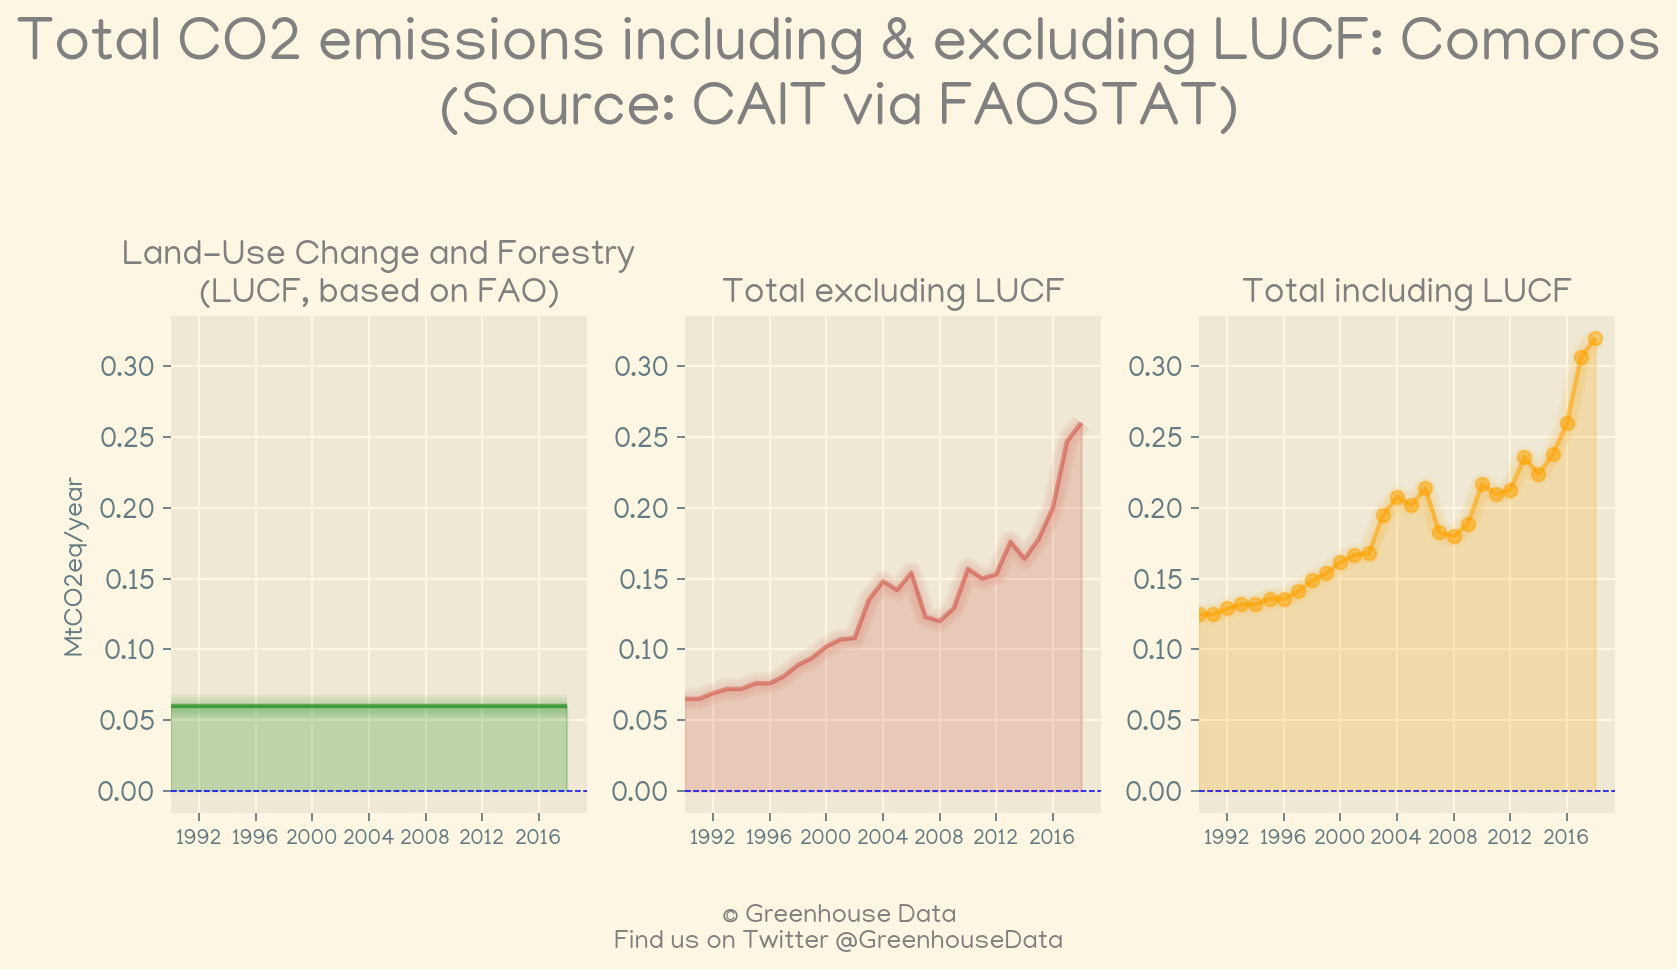 Total CO2 emissions including & excluding LUCF: Comoros
(Source: CAIT via FAOSTAT)
Land-Use Change and Forestry
(LUCF, based on FAO)
Total excluding LUCF
Total including LUCF
MtCO2eq/year
0.30
0.25
0.20
0.15
0.10
0.05
0.00
1992 1996 2000 2004 2008 2012 2016
0.30
0.25
0.20
0.15
0.10
0.05
0.00
1992 1996 2000 2004 2008 2012 2016
0.30
0.25
0.20
0.15
0.10
0.05
0.00
1992 1996 2000 2004 2008 2012 2016
© Greenhouse Data
Find us on Twitter @GreenhouseData